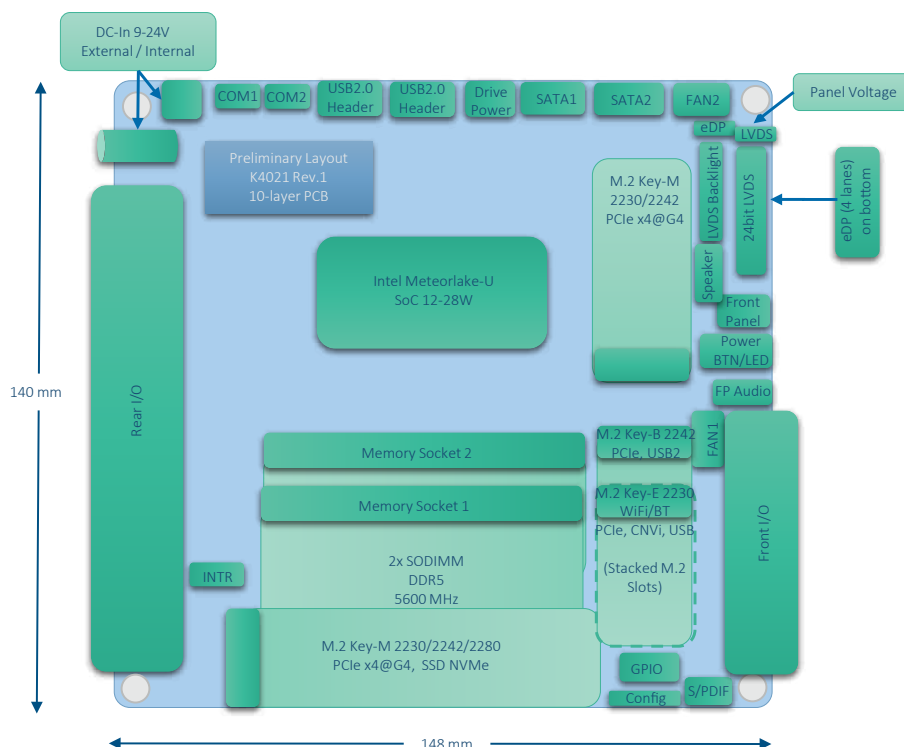 DC-In 9-24V
External / Internal
COM1
COM2
USB2.0
Header
USB2.0
Header
Drive
Power
SATA1
SATA2
FAN2
Panel Voltage
eDP
LVDS
Preliminary Layout
K4021 Rev.1
10-layer PCB
M.2 Key-M
2230/2242
PCIe x4@G4
LVDS Backlight
24bit LVDS
eDP (4 lanes)
on bottom
Intel Meteorlake-U
SoC 12-28W
Speaker
Front
Panel
Power
BTN/LED
140 mm
Rear I/O
FP Audio
FAN1
Front I/O
M.2 Key-B 2242
PCIe, USB2
Memory Socket 2
Memory Socket 1
M.2 Key-E 2230
WiFi/BT
PCIe, CNVi, USB
(Stacked M.2
Slots)
2x SODIMM
DDR5
5600 MHz
INTR
M.2 Key-M 2230/2242/2280
PCIe x4@G4, SSD NVMe
GPIO
Config
S/PDIF
148 mm